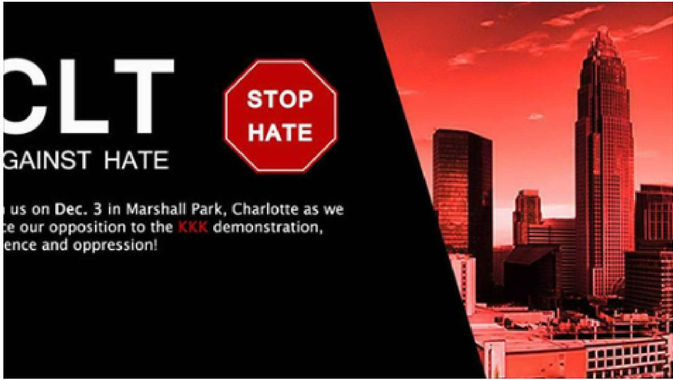 CLT
GAINST HATE
STOP
HATE
us on Dec. 3 in Marshall Park, Charlotte as we
ce our opposition to the KKK demonstration,
ence and oppression!